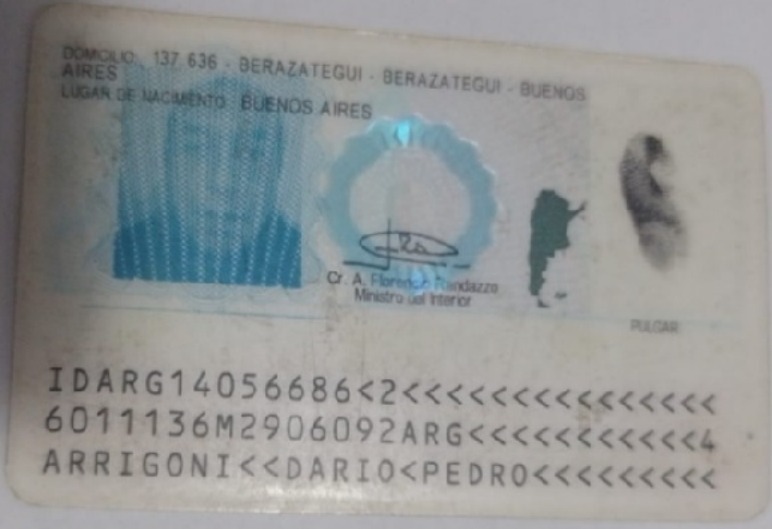 DOMICILIO: 137 636 - BERAZATEGUI - BERAZATEGUI - BUENOS
AIRES
LUGAR DE NACIMIENTO: BUENOS AIRES
Cr. A. Florencio Randazzo
Ministro del Interior
PULGAR
IDARG14056686<2<<<<<<<<<<<<<<<
6011136M2906092ARG<<<<<<<<<<<4
ARRIGONI<<DARIO<PEDRO<<<<<<<<<